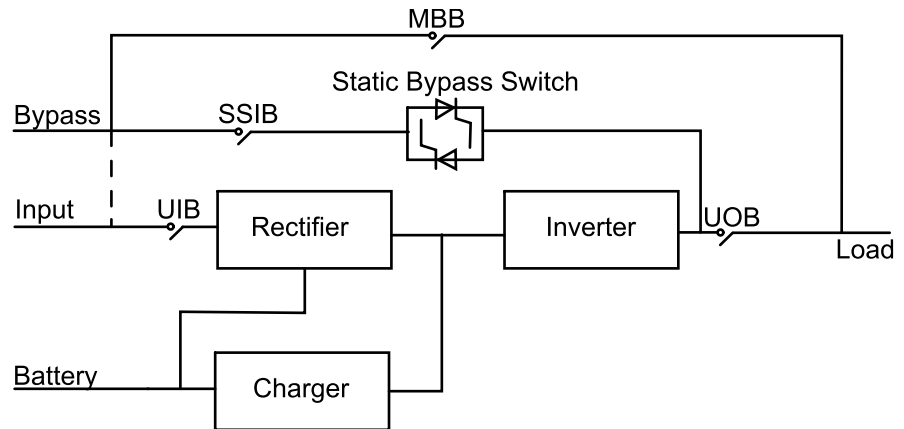 MBB
Static Bypass Switch
Bypass
SSIB
Input
UIB
Rectifier
Inverter
UOB
Load
Battery
Charger